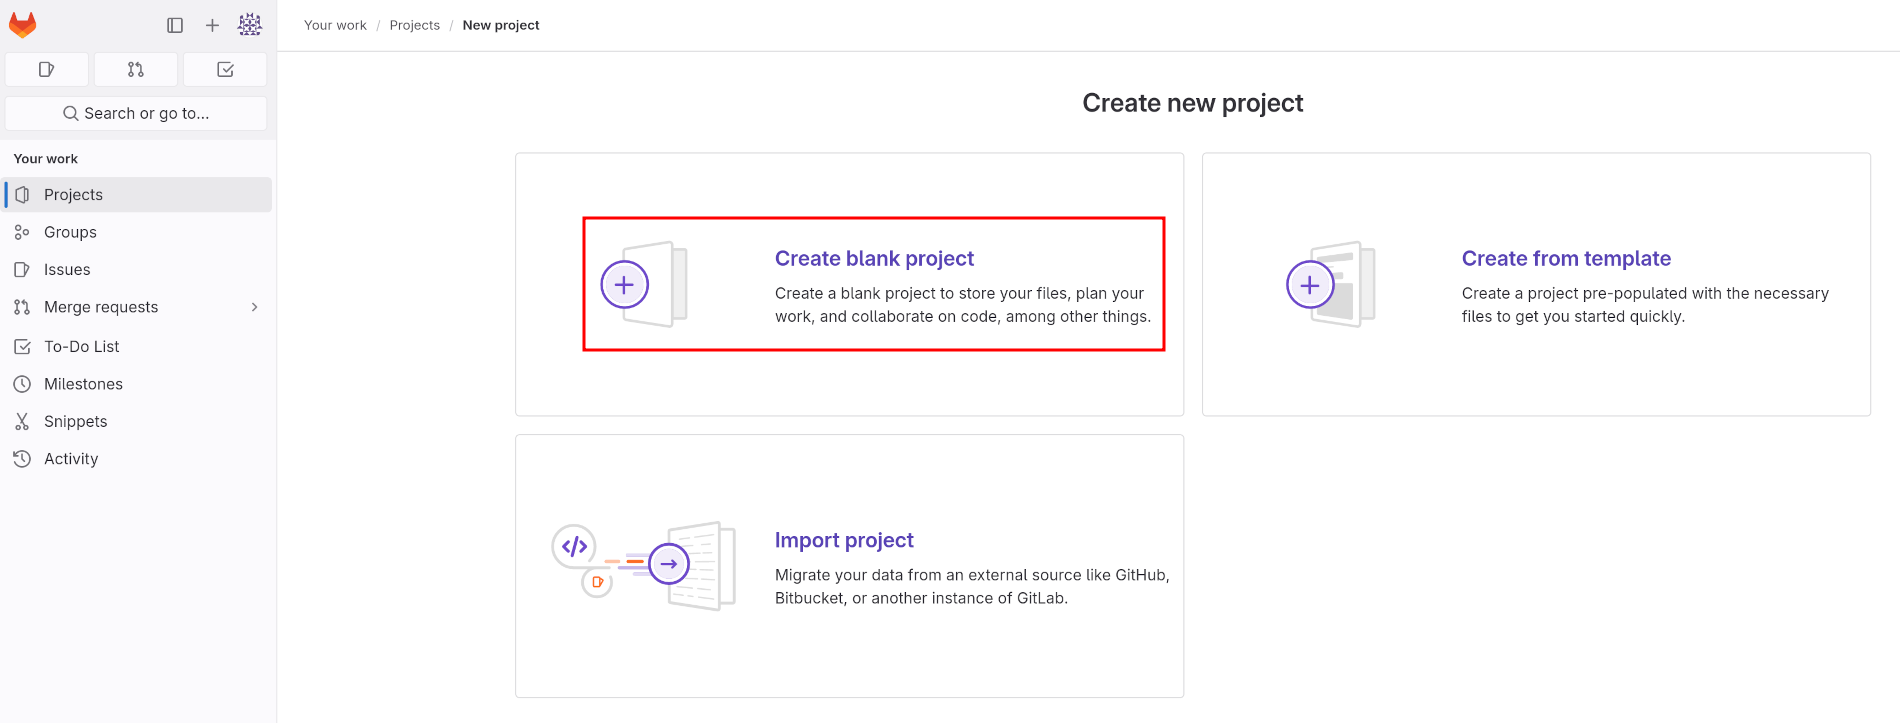 Your work / Projects / New project
Search or go to...
Your work
Projects
Groups
Issues
Merge requests
To-Do List
Milestones
Snippets
Activity
Create new project
Create blank project
Create a blank project to store your files, plan your
work, and collaborate on code, among other things.
Create from template
Create a project pre-populated with the necessary
files to get you started quickly.
Import project
Migrate your data from an external source like GitHub,
Bitbucket, or another instance of GitLab.